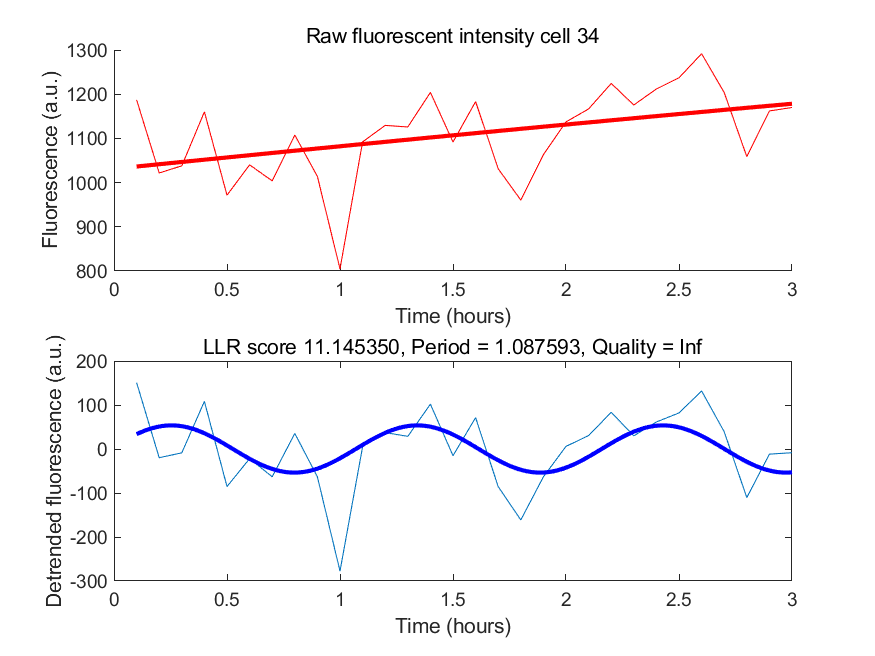 Raw fluorescent intensity cell 34
Fluorescence (a.u.)
1300
1200
1100
1000
900
800
0 0.5 1 1.5 2 2.5 3
Time (hours)
LLR score 11.145350, Period = 1.087593, Quality = Inf
Detrended fluorescence (a.u.)
200
100
0
-100
-200
-300
0 0.5 1 1.5 2 2.5 3
Time (hours)